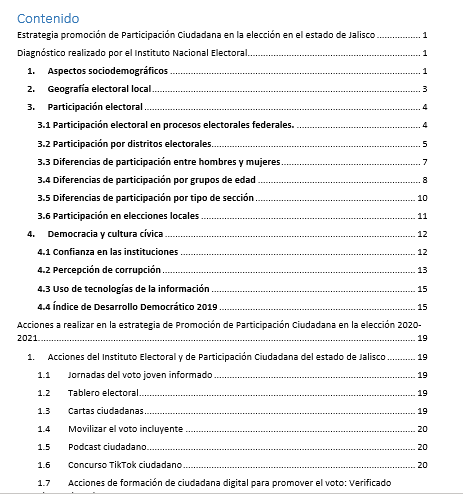 Contenido
Estrategia promoción de Participación Ciudadana en la elección en el estado de Jalisco ................ 1
Diagnóstico realizado por el Instituto Nacional Electoral................ 1
1. Aspectos sociodemográficos ................ 1
2. Geografía electoral local................ 3
3. Participación electoral ................ 4
3.1 Participación electoral en procesos electorales federales. ................ 4
3.2 Participación por distritos electorales................ 5
3.3 Diferencias de participación entre hombres y mujeres................ 7
3.4 Diferencias de participación por grupos de edad ................ 8
3.5 Diferencias de participación por tipo de sección ................ 10
3.6 Participación en elecciones locales ................ 11
4. Democracia y cultura cívica ................ 12
4.1 Confianza en las instituciones ................ 12
4.2 Percepción de corrupción ................ 13
4.3 Uso de tecnologías de la información ................ 15
4.4 Índice de Desarrollo Democrático 2019 ................ 15
Acciones a realizar en la estrategia de Promoción de Participación Ciudadana en la elección 2020-
2021................ 19
1. Acciones del Instituto Electoral y de Participación Ciudadana del estado de Jalisco ................ 19
1.1 Jornadas del voto joven informado ................ 19
1.2 Tablero electoral................ 19
1.3 Cartas ciudadanas................ 19
1.4 Movilizar el voto incluyente ................ 20
1.5 Podcast ciudadano................ 20
1.6 Concurso TikTok ciudadano ................ 20
1.7 Acciones de formación de ciudadanía digital para promover el voto: Verificado